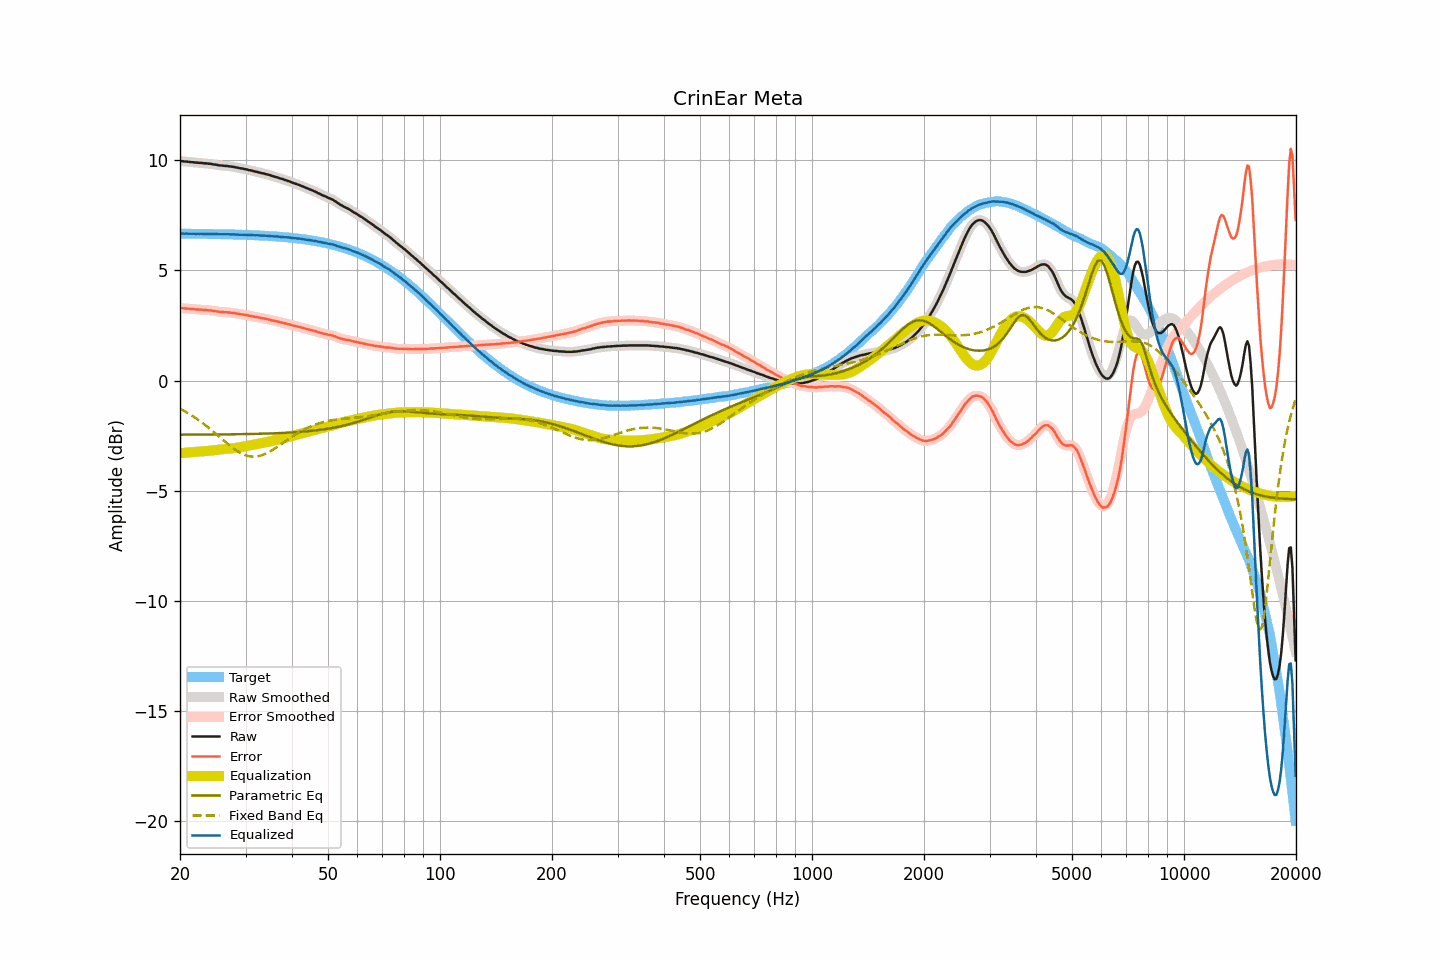 CrinEar Meta
Amplitude (dBr)
10
5
0
−5
−10
−15
−20
Target
Raw Smoothed
Error Smoothed
Raw
Error
Equalization
Parametric Eq
Fixed Band Eq
Equalized
20 50 100 200 500 1000 2000 5000 10000 20000
Frequency (Hz)